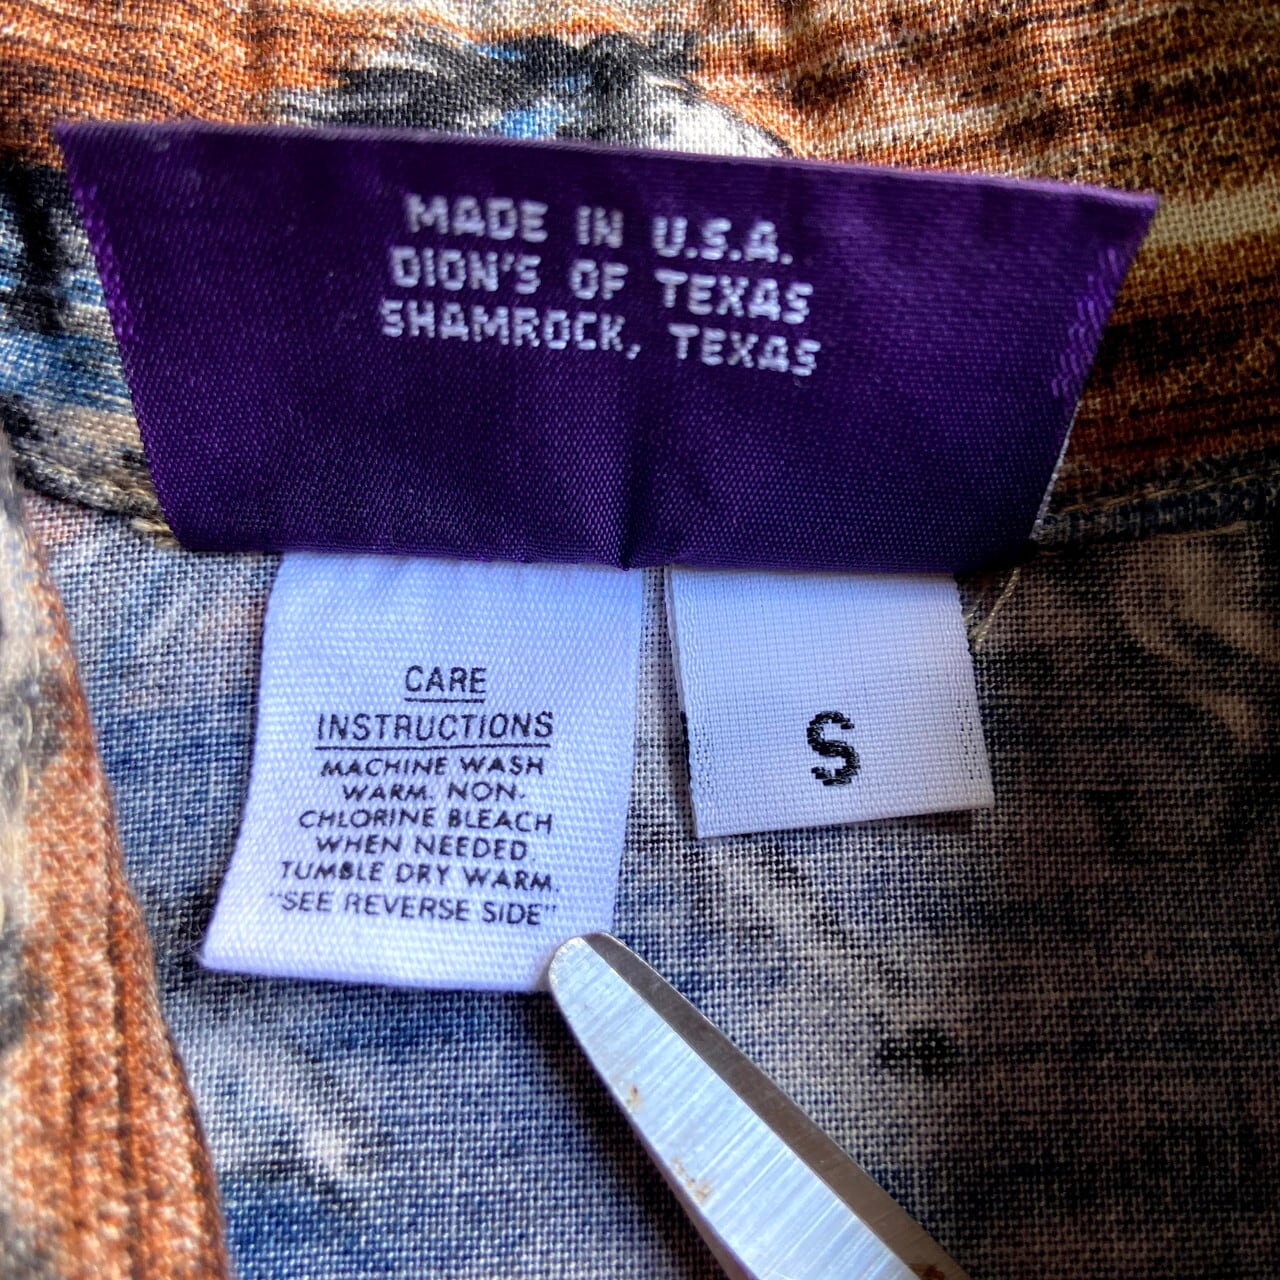 MADE IN U.S.A.
DION'S OF TEXAS
SHAMROCK, TEXAS
CARE
INSTRUCTIONS
MACHINE WASH
WARM. NON-
CHLORINE BLEACH
WHEN NEEDED.
TUMBLE DRY WARM.
"SEE REVERSE SIDE"
S